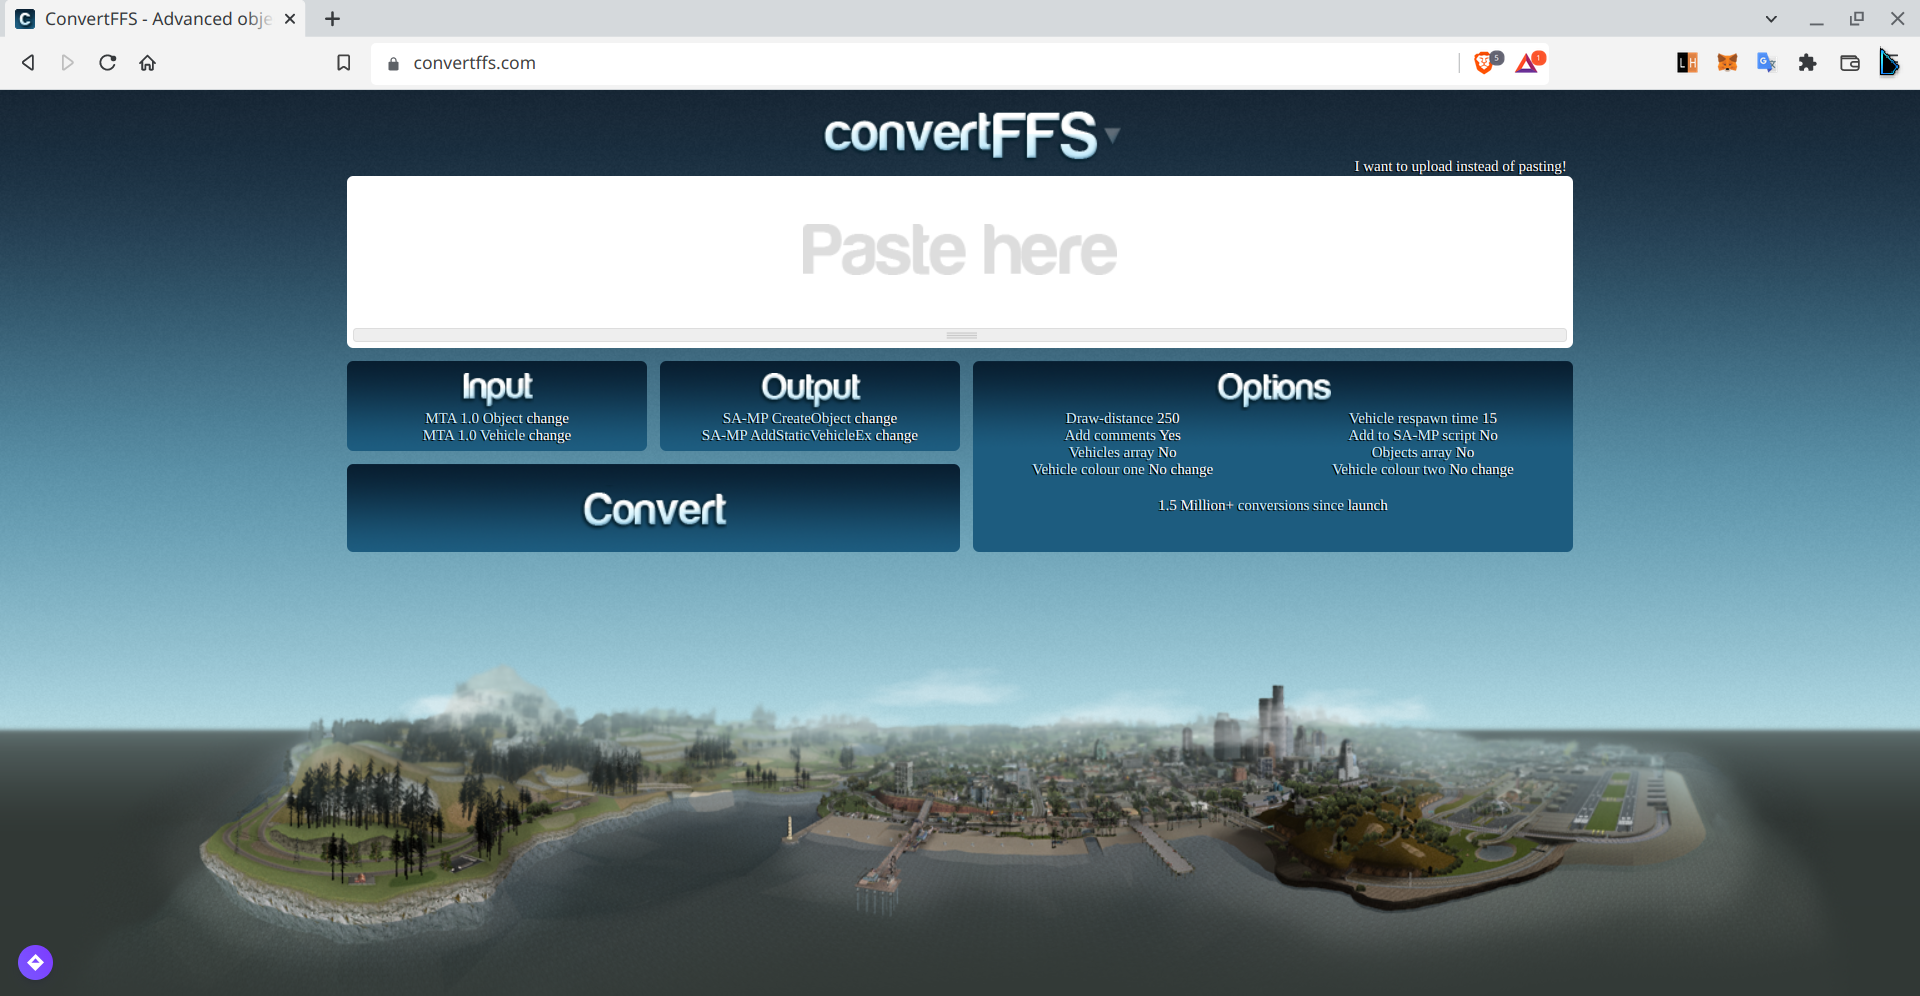 ConvertFFS - Advanced obje
convertffs.com
5
1
L H
G
convertFFS
I want to upload instead of pasting!
Paste here
Input
MTA 1.0 Object change
MTA 1.0 Vehicle change
Output
SA-MP CreateObject change
SA-MP AddStaticVehicleEx change
Options
Draw-distance 250
Add comments Yes
Vehicles array No
Vehicle colour one No change
Vehicle respawn time 15
Add to SA-MP script No
Objects array No
Vehicle colour two No change
1.5 Million+ conversions since launch
Convert